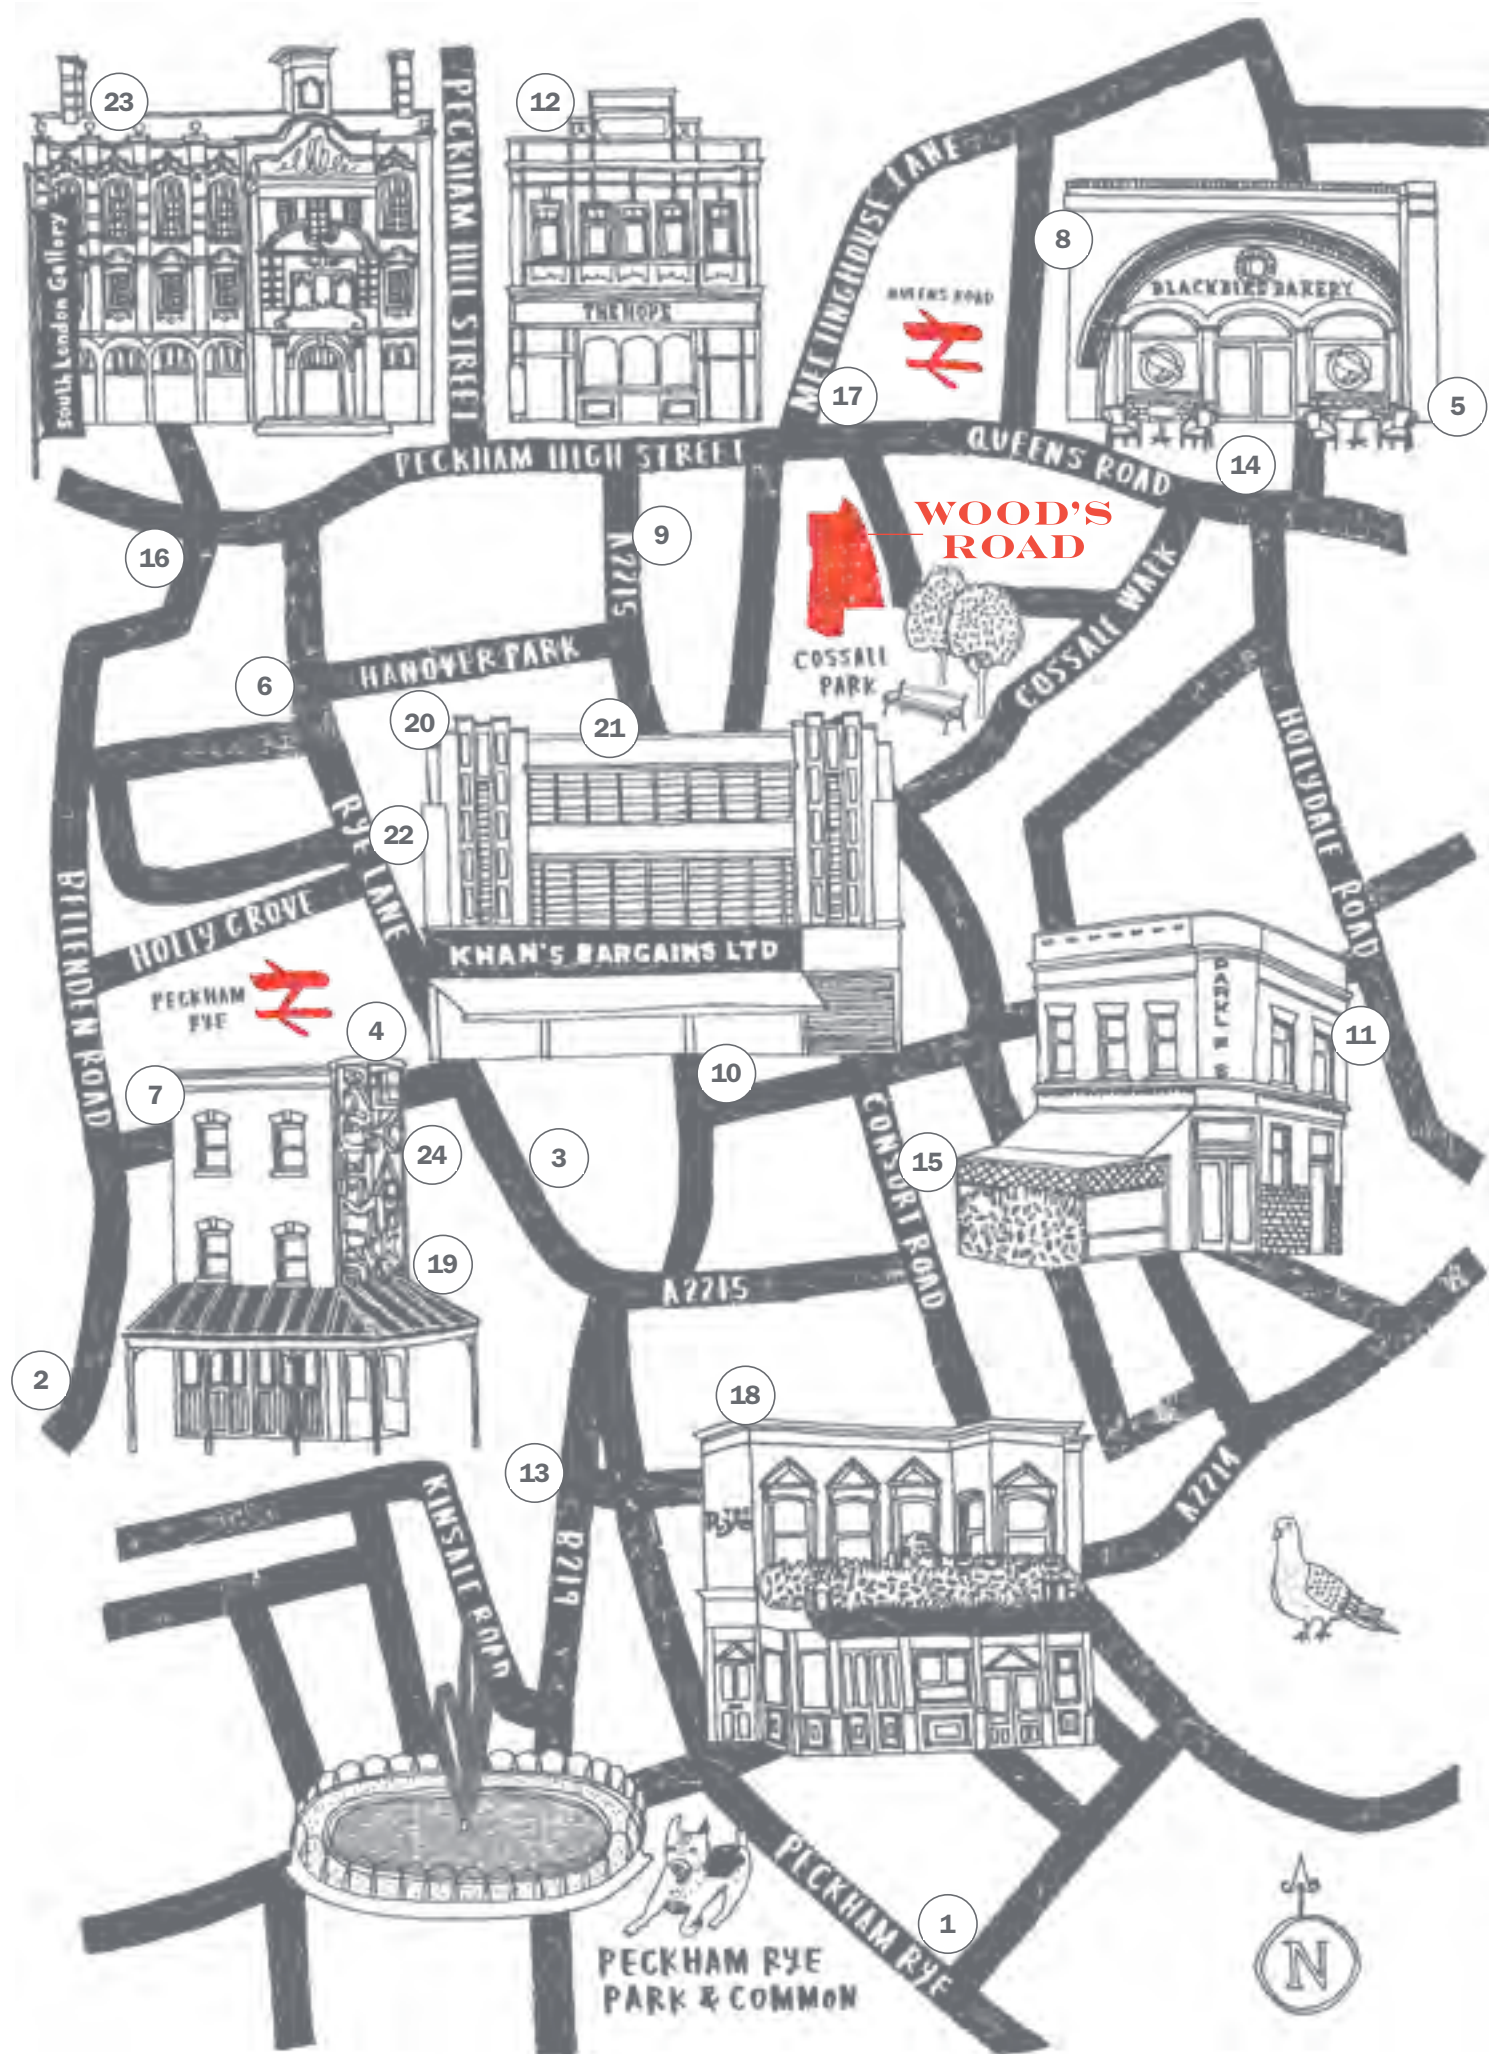 23
12
PECKHAM HILL STREET
South London Gallery
THE HOPE
MEETINGHOUSE LANE
8
QUEENS ROAD
BLACKBIRD BAKERY
17
5
PECKHAM HIGH STREET
QUEENS ROAD
14
WOOD'S
ROAD
16
9
A2215
COSSALL WALK
HANOVER PARK
COSSALL
PARK
6
20
21
HOLLYDALE ROAD
RYE LANE
22
BELLENDEN ROAD
HOLLY GROVE
KHAN'S BARGAINS LTD
PARKERS
PECKHAM
RYE
4
11
7
10
24
3
CONSORT ROAD
15
19
A2215
2
18
13
KINSALE ROAD
B219
THE
RYE
A2214
PECKHAM RYE
1
PECKHAM RYE
PARK & COMMON
N